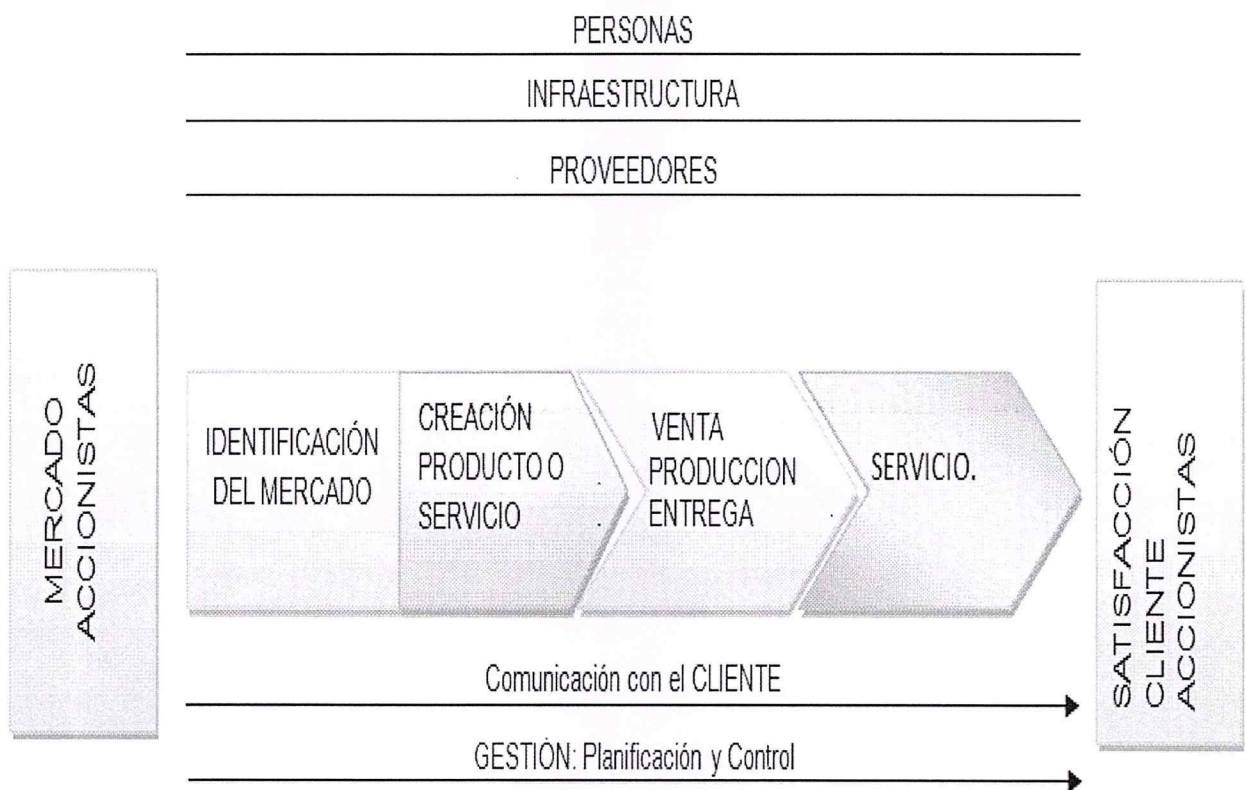 PERSONAS
INFRAESTRUCTURA
PROVEEDORES
MERCADO
ACCIONISTAS
IDENTIFICACIÓN
DEL MERCADO
CREACIÓN
PRODUCTO O
SERVICIO
VENTA
PRODUCCION
ENTREGA
SERVICIO.
SATISFACCIÓN
CLIENTE
ACCIONISTAS
Comunicación con el CLIENTE
GESTIÓN: Planificación y Control